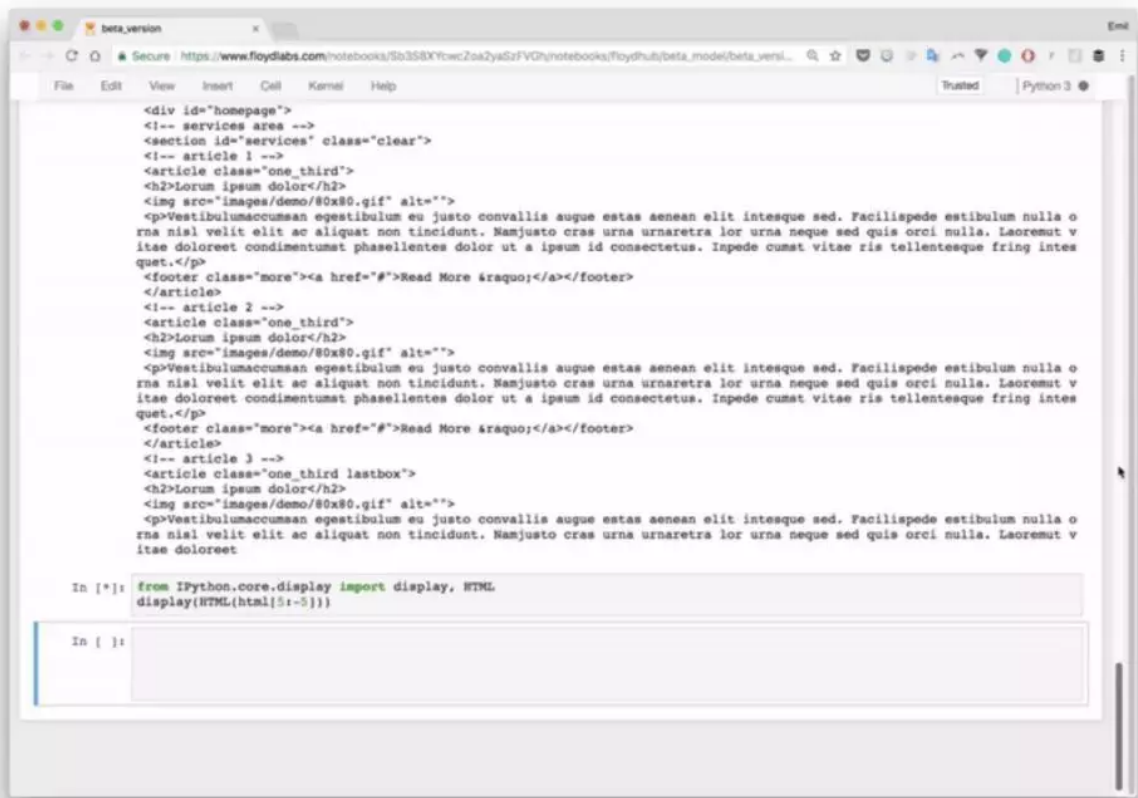 beta_version
Emil
Secure https://www.floydlabs.com/notebooks/
File Edit View Insert Cell Kernel Help Trusted Python 3
<div id="homepage">
<!-- services area -->
<section id="services" class="clear">
<!-- article 1 -->
<article class="one_third">
<h2>Lorum ipsum dolor</h2>
<img src="images/demo/80x80.gif" alt="">
<p>Vestibulumaccumsan egestibulum eu justo convallis augue estas aenean elit intesque sed. Facilispede estibulum nulla o
rna nisl velit elit ac aliquat non tincidunt. Namjusto cras urna urnaretra lor urna neque sed quis orci nulla. Laoremut v
itae doloreet condimentumst phasellentes dolor ut a ipsum id consectetus. Inpede cumst vitae ris tellentesque fring intes
quet.</p>
<footer class="more"><a href="#">Read More &raquo;</a></footer>
</article>
<!-- article 2 -->
<article class="one_third">
<h2>Lorum ipsum dolor</h2>
<img src="images/demo/80x80.gif" alt="">
<p>Vestibulumaccumsan egestibulum eu justo convallis augue estas aenean elit intesque sed. Facilispede estibulum nulla o
rna nisl velit elit ac aliquat non tincidunt. Namjusto cras urna urnaretra lor urna neque sed quis orci nulla. Laoremut v
itae doloreet condimentumst phasellentes dolor ut a ipsum id consectetus. Inpede cumst vitae ris tellentesque fring intes
quet.</p>
<footer class="more"><a href="#">Read More &raquo;</a></footer>
</article>
<!-- article 3 -->
<article class="one_third lastbox">
<h2>Lorum ipsum dolor</h2>
<img src="images/demo/80x80.gif" alt="">
<p>Vestibulumaccumsan egestibulum eu justo convallis augue estas aenean elit intesque sed. Facilispede estibulum nulla o
rna nisl velit elit ac aliquat non tincidunt. Namjusto cras urna urnaretra lor urna neque sed quis orci nulla. Laoremut v
itae doloreet
In [*]: from IPython.core.display import display, HTML
display(HTML(html[5:-5]))
In [ ]: